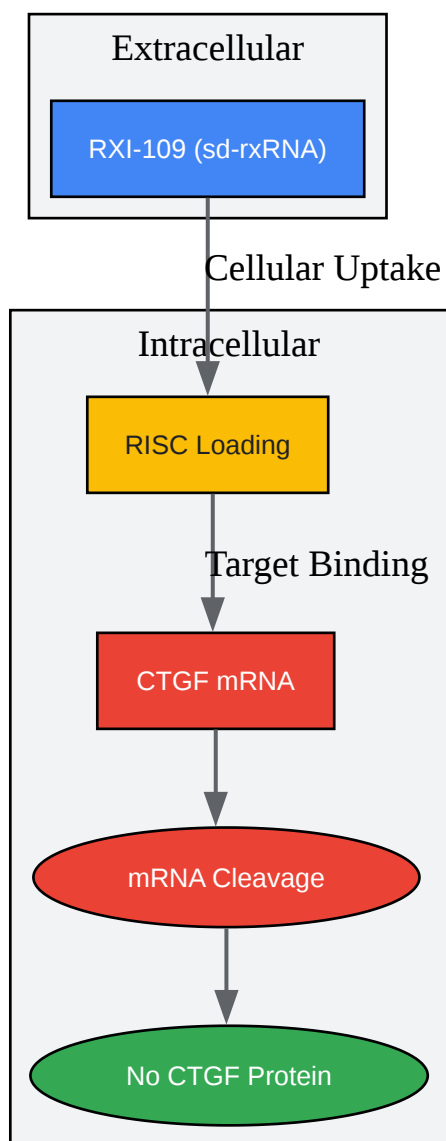 Extracellular
RXI-109 (sd-rxRNA)
Cellular Uptake
Intracellular
RISC Loading
Target Binding
CTGF mRNA
mRNA Cleavage
No CTGF Protein